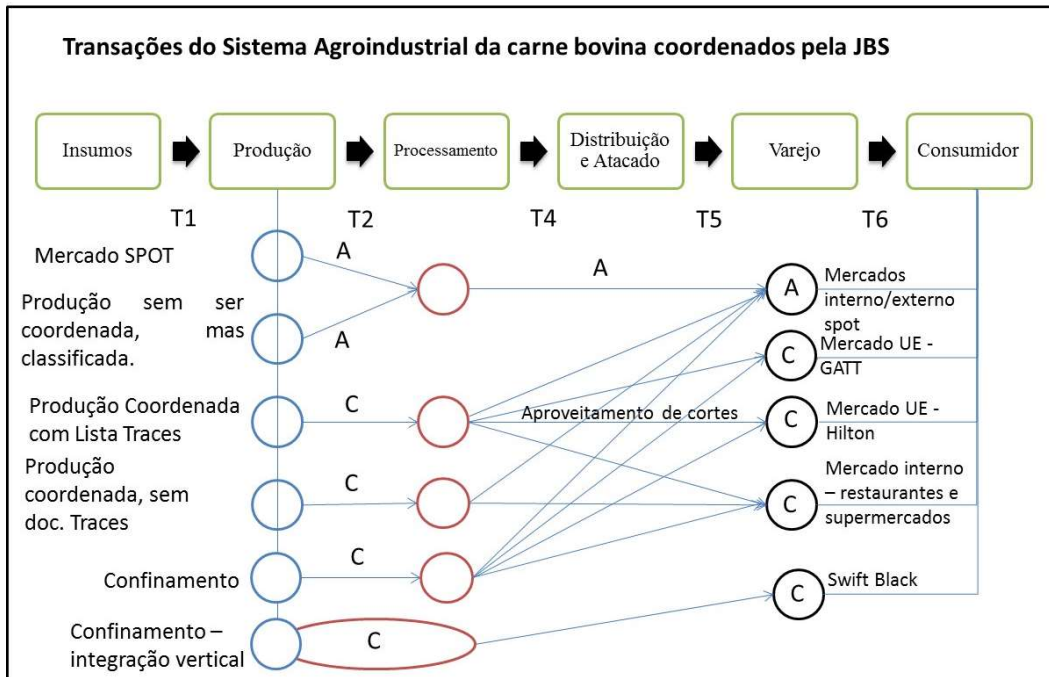 Transações do Sistema Agroindustrial da carne bovina coordenados pela JBS
Insumos
Produção
Processamento
Distribuição
e Atacado
Varejo
Consumidor
T1
T2
T4
T5
T6
Mercado SPOT
A
A
A
Mercados
interno/externo
spot
Produção sem ser
coordenada, mas
classificada.
A
C
Mercado UE -
GATT
Produção Coordenada
com Lista Traces
C
Aproveitamento de cortes
C
Mercado UE -
Hilton
Produção
coordenada, sem
doc. Traces
C
C
Mercado interno
– restaurantes e
supermercados
Confinamento
C
C
Swift Black
Confinamento –
integração vertical
C